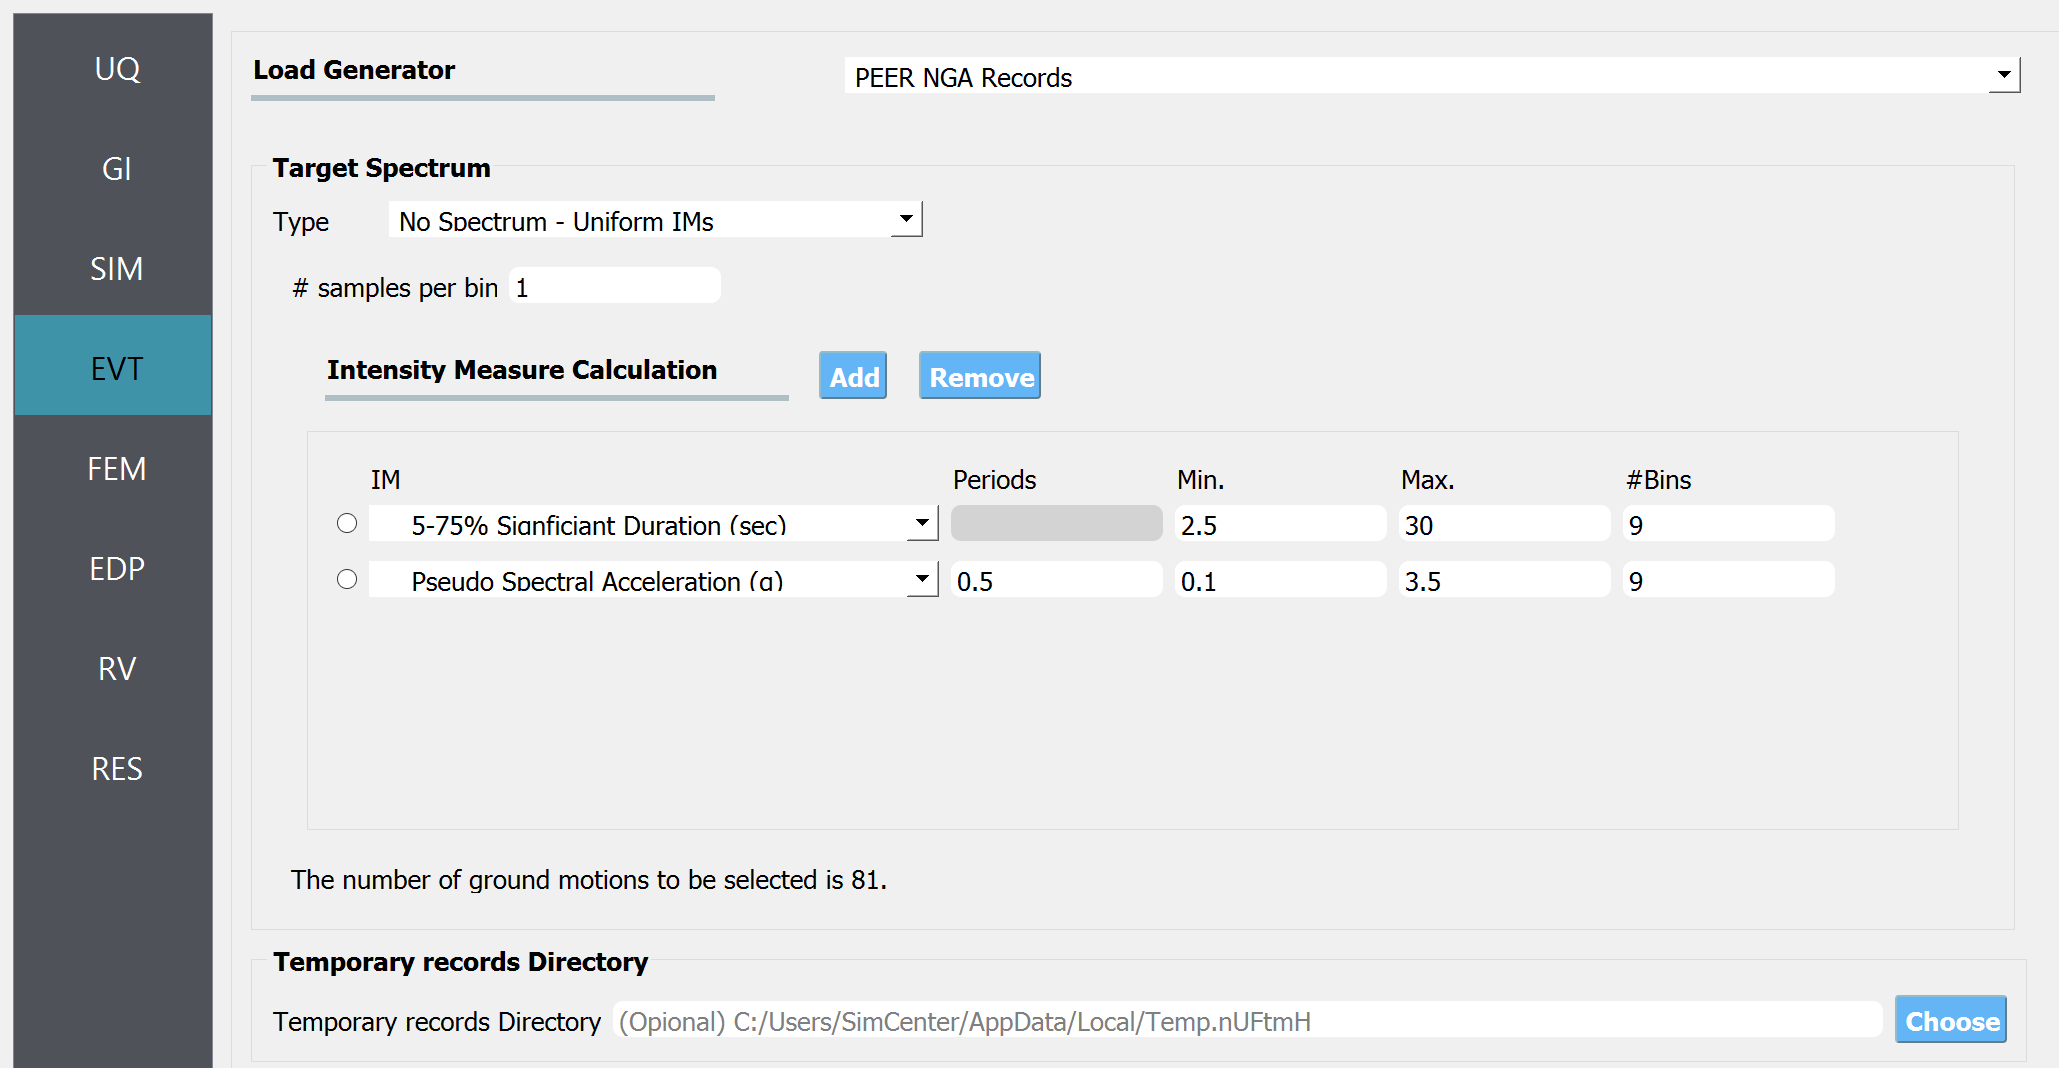 UQ
GI
SIM
EVT
FEM
EDP
RV
RES
Load Generator
PEER NGA Records
Target Spectrum
Type No Spectrum - Uniform IMs
# samples per bin 1
Intensity Measure Calculation Add Remove
IM Periods Min. Max. #Bins
5-75% Signficiant Duration (sec) 2.5 30 9
Pseudo Spectral Acceleration (g) 0.5 0.1 3.5 9
The number of ground motions to be selected is 81.
Temporary records Directory
Temporary records Directory (Opional) C:/Users/SimCenter/AppData/Local/Temp.nUFtmH Choose